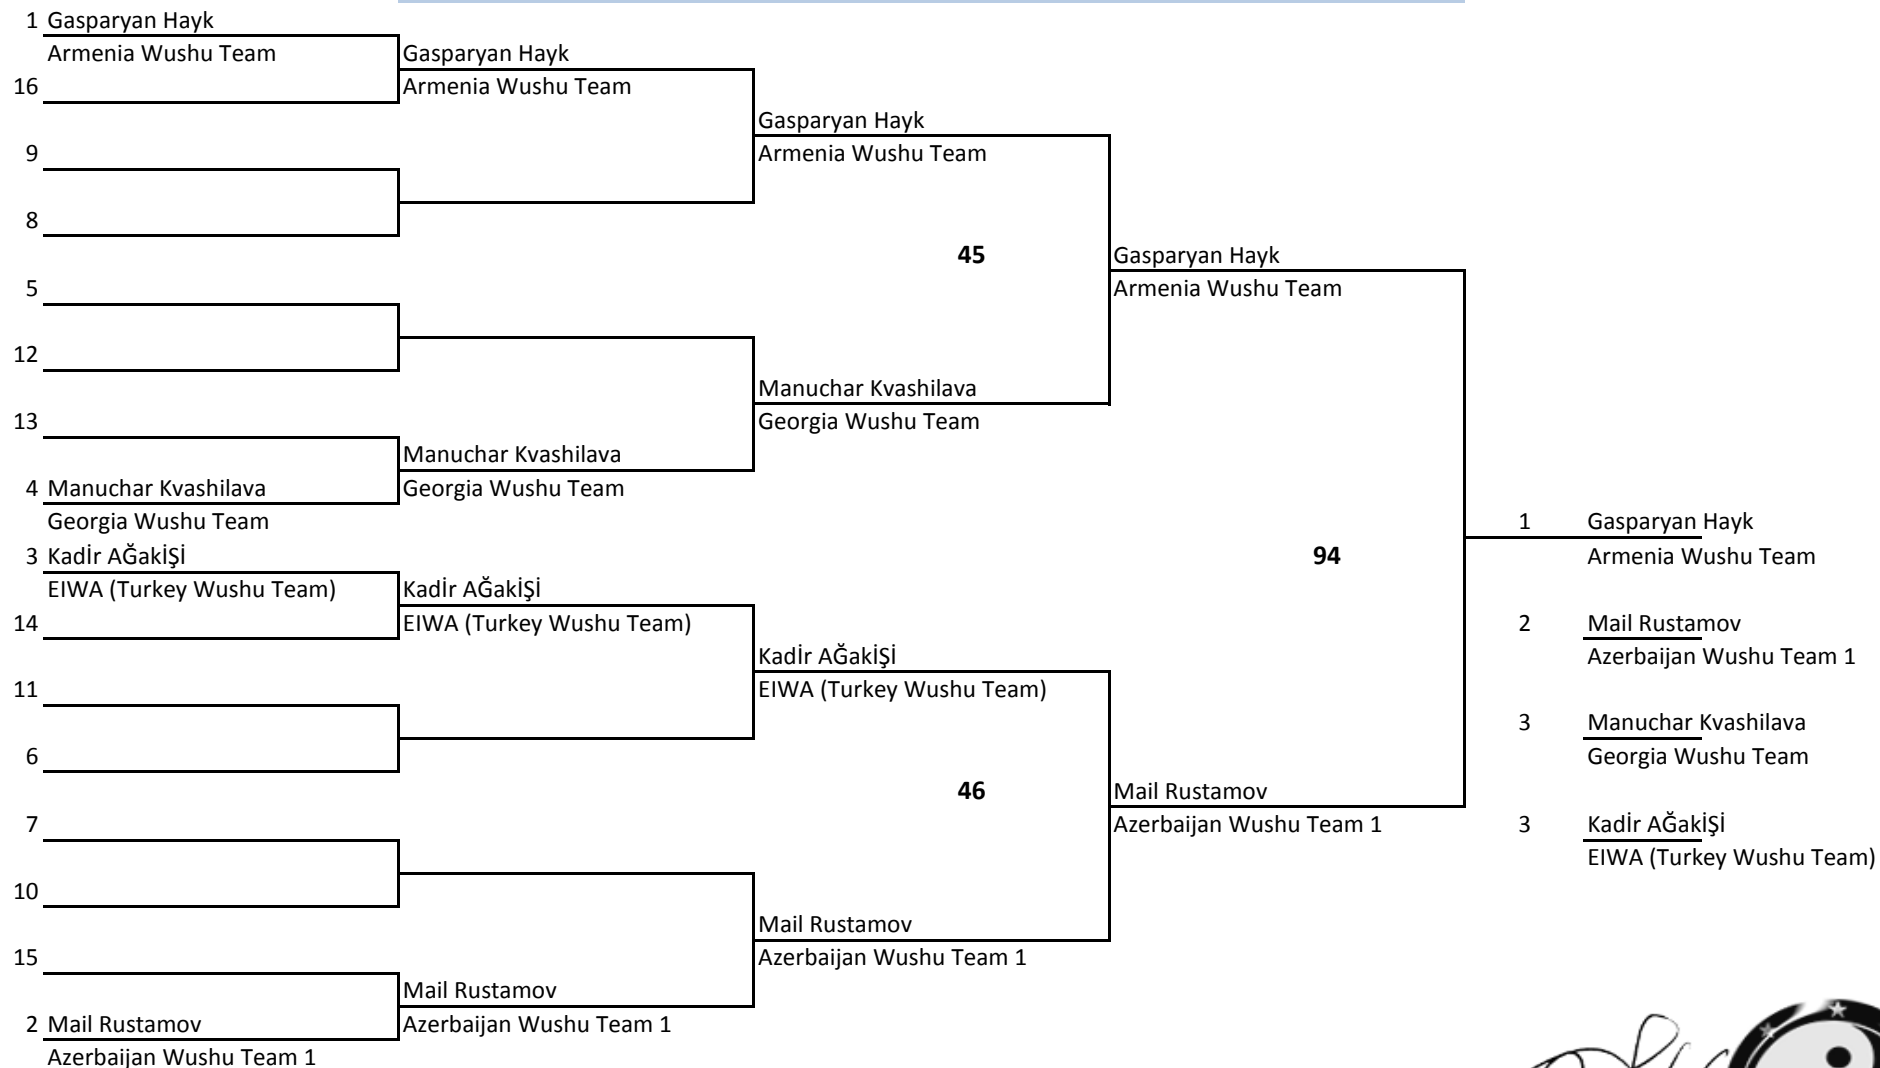 1 Gasparyan Hayk
Armenia Wushu Team
Gasparyan Hayk
16
Armenia Wushu Team
Gasparyan Hayk
9
Armenia Wushu Team
8
45
Gasparyan Hayk
5
Armenia Wushu Team
12
Manuchar Kvashilava
13
Georgia Wushu Team
Manuchar Kvashilava
4 Manuchar Kvashilava
Georgia Wushu Team
Georgia Wushu Team
1 Gasparyan Hayk
3 Kadİr AĞakİŞİ
94
Armenia Wushu Team
EIWA (Turkey Wushu Team)
Kadİr AĞakİŞİ
14
EIWA (Turkey Wushu Team)
2 Mail Rustamov
Kadİr AĞakİŞİ
Azerbaijan Wushu Team 1
11
EIWA (Turkey Wushu Team)
3 Manuchar Kvashilava
6
Georgia Wushu Team
46
Mail Rustamov
7
Azerbaijan Wushu Team 1
3 Kadİr AĞakİŞİ
EIWA (Turkey Wushu Team)
10
Mail Rustamov
15
Azerbaijan Wushu Team 1
Mail Rustamov
2 Mail Rustamov
Azerbaijan Wushu Team 1
Azerbaijan Wushu Team 1